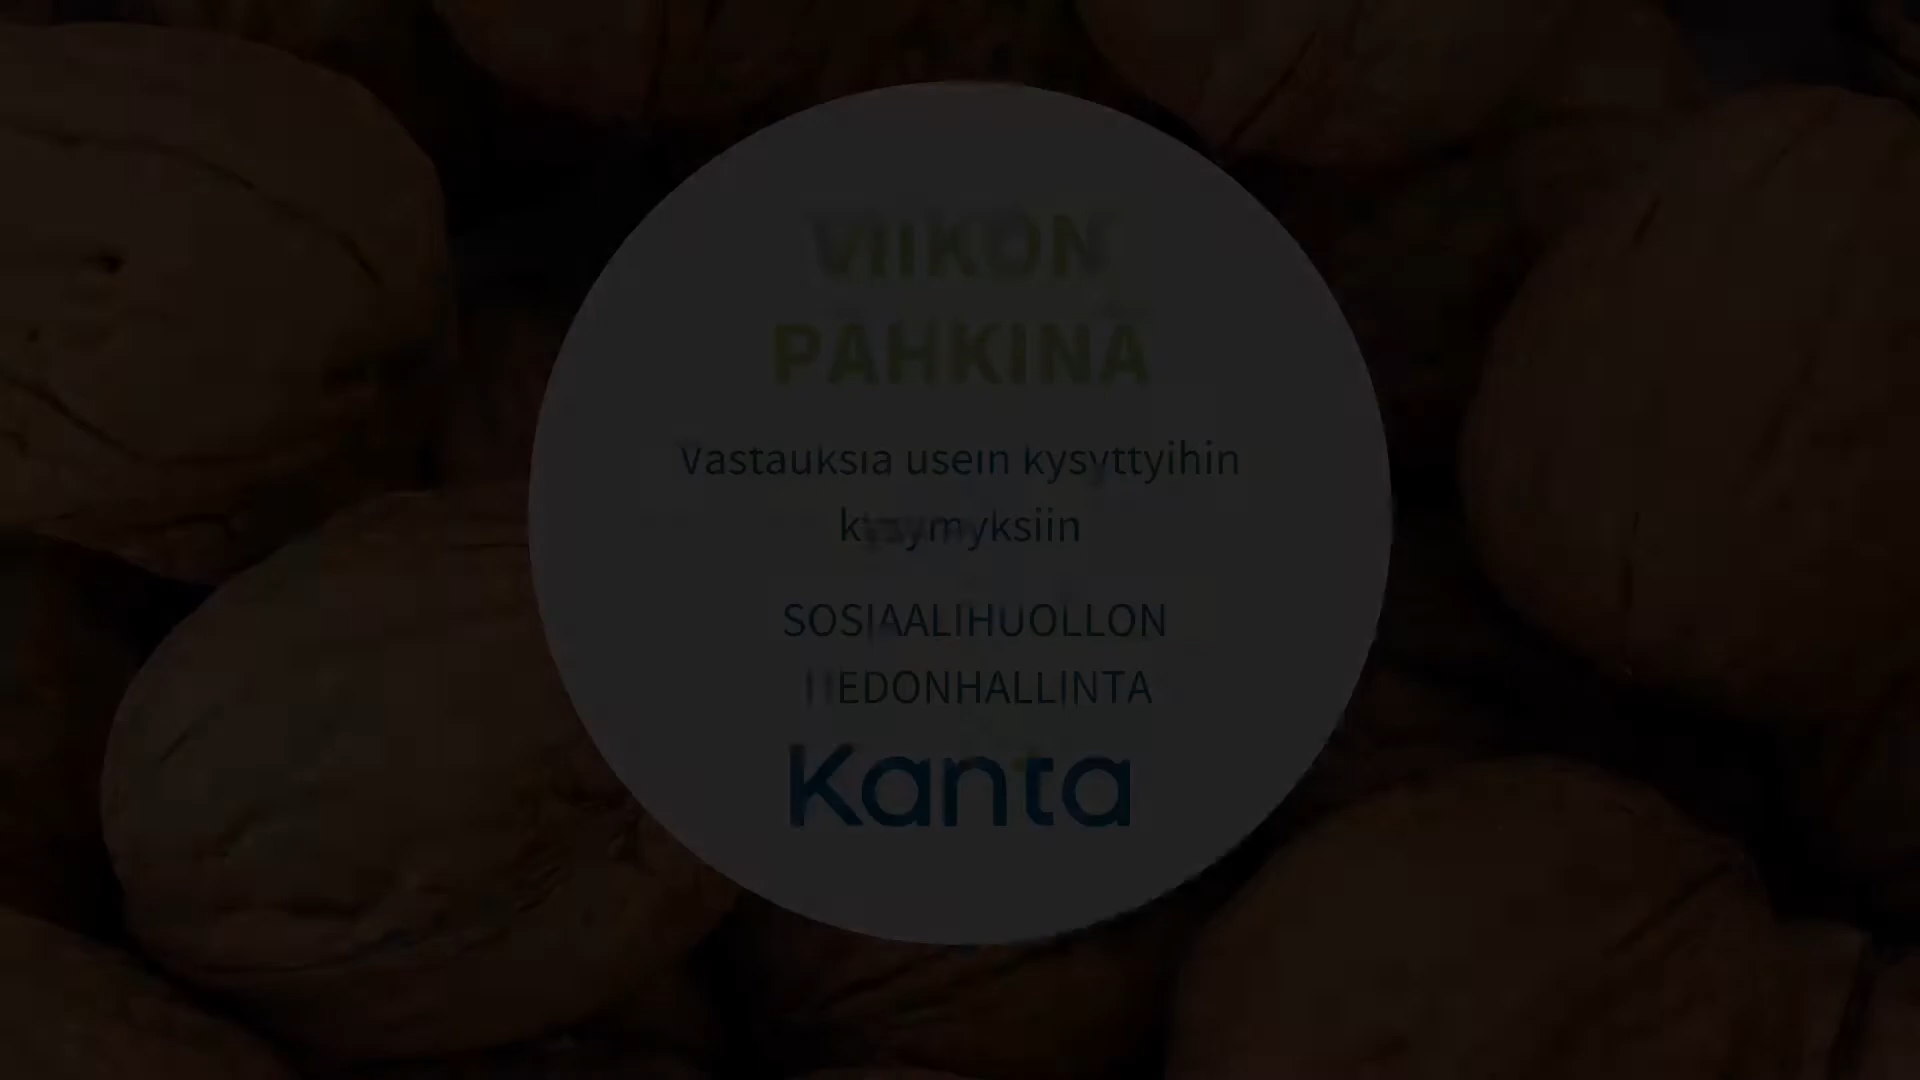 VIIKON
PÄHKINÄ
Vastauksia usein kysyttyihin
kysymyksiin
SOSIAALIHUOLLON
TIEDONHALLINTA
Kanta